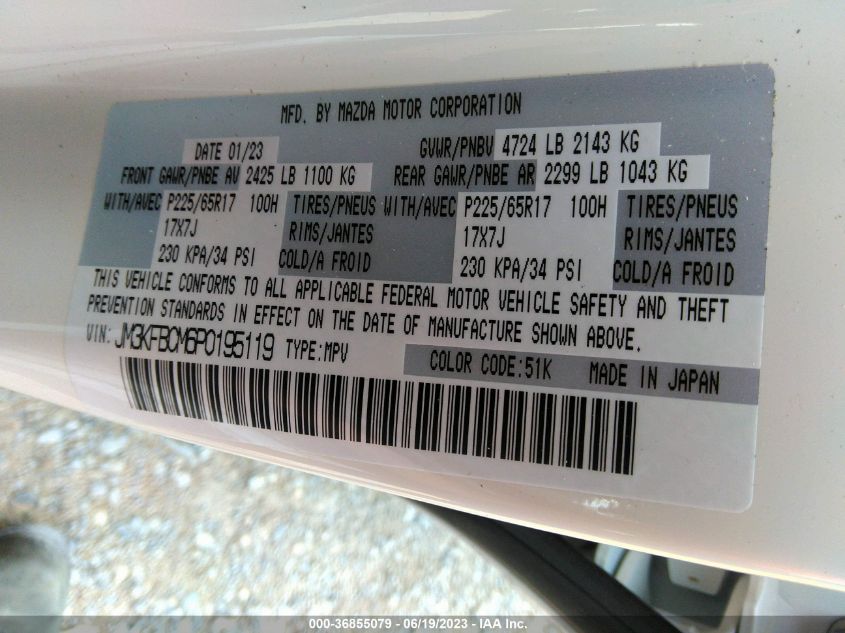 MFD. BY MAZDA MOTOR CORPORATION
DATE 01/23 GVWR/PNBV 4724 LB 2143 KG
FRONT GAWR/PNBE AV 2425 LB 1100 KG REAR GAWR/PNBE AR 2299 LB 1043 KG
WITH/AVEC P225/65R17 100H TIRES/PNEUS WITH/AVEC P225/65R17 100H TIRES/PNEUS
17X7J RIMS/JANTES 17X7J RIMS/JANTES
230 KPA/34 PSI COLD/A FROID 230 KPA/34 PSI COLD/A FROID
THIS VEHICLE CONFORMS TO ALL APPLICABLE FEDERAL MOTOR VEHICLE SAFETY AND THEFT
PREVENTION STANDARDS IN EFFECT ON THE DATE OF MANUFACTURE SHOWN ABOVE.
VIN: JM3KFBCM6P0195119 TYPE:MPV COLOR CODE:51K MADE IN JAPAN
000-36855079 - 06/19/2023 - IAA Inc.